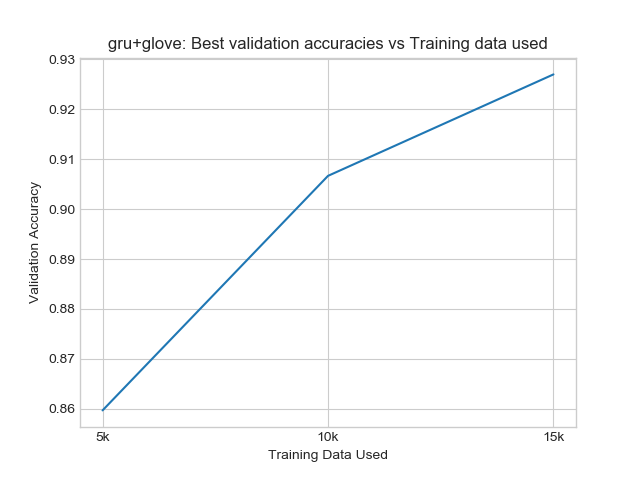 gru+glove: Best validation accuracies vs Training data used
0.93
0.92
0.91
0.90
0.89
0.88
0.87
0.86
Validation Accuracy
5k 10k 15k
Training Data Used